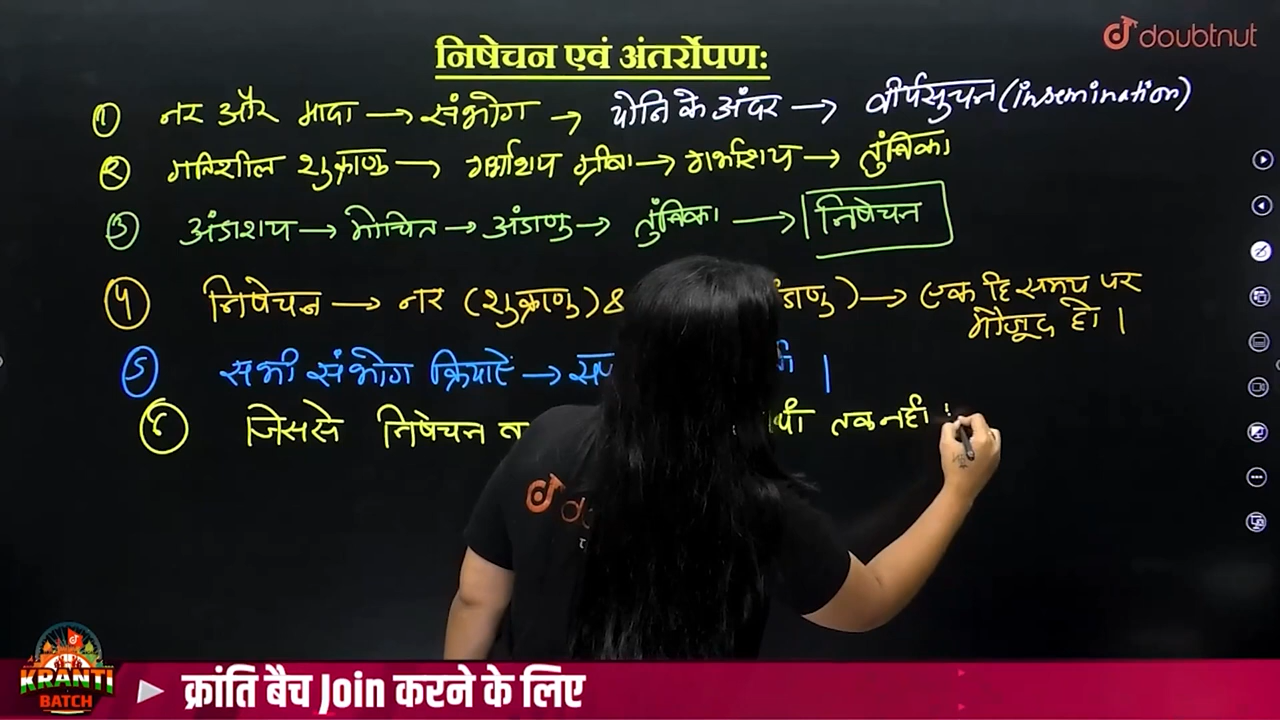 doubtnut
निषेचन एवं अंतर्रोपण:
① नर और मादा → संभोग → योनि के अंदर → वीर्यसुचन (insemination)
② गतिशील शुक्राणु → गर्भाशय ग्रीवा → गर्भाशय → तुंबिका
③ अंडाशय → मोचित → अंडाणु → तुंबिका → निषेचन
④ निषेचन → नर (शुक्राणु) & डाणु) → एक हि समय पर
मौजूद हो।
⑤ सभी संभोग क्रियाऐं →
⑥ जिससे निषेचन तक नहीं
KRANTI
BATCH
क्रांति बैच Join करने के लिए